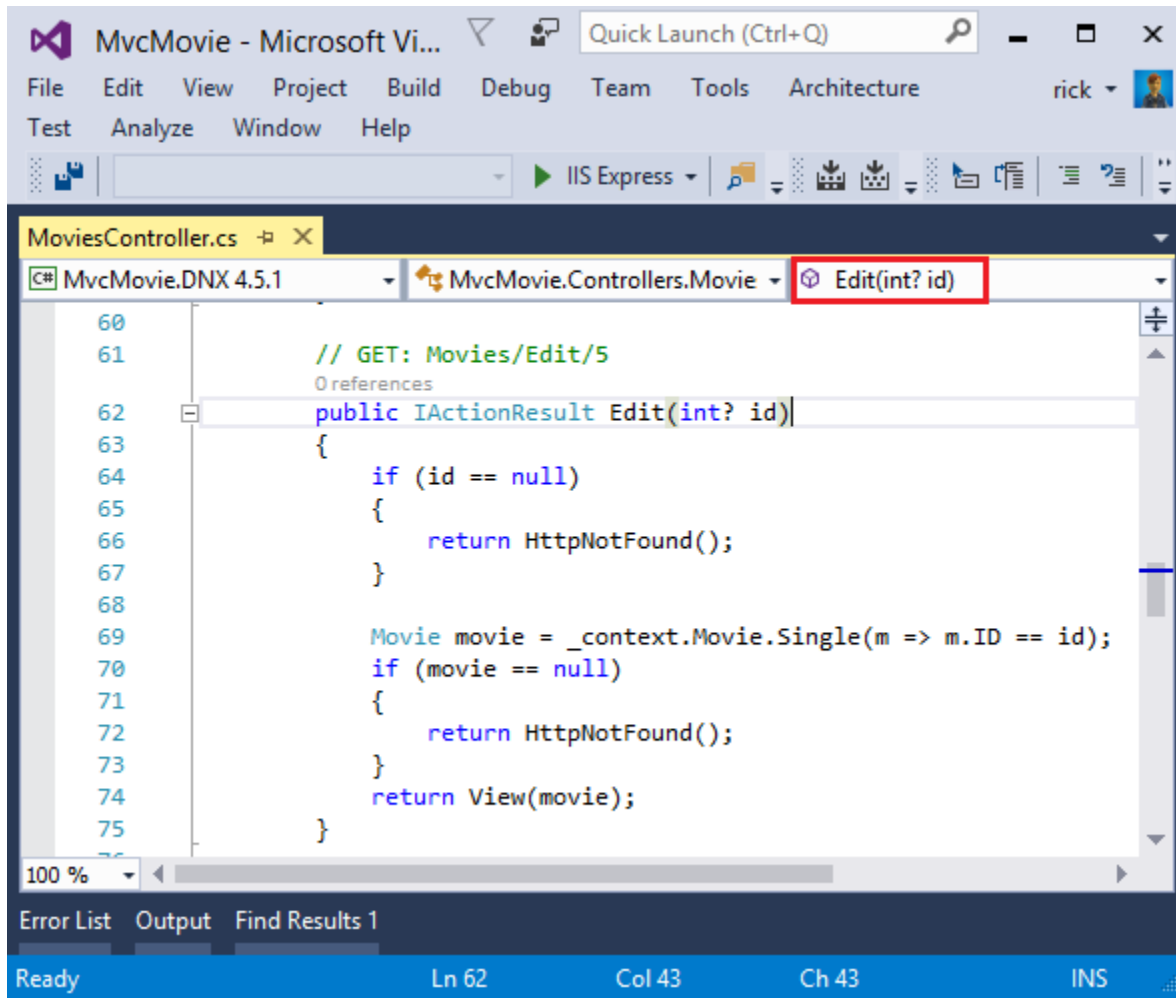 MvcMovie - Microsoft Vi... Quick Launch (Ctrl+Q)
File Edit View Project Build Debug Team Tools Architecture rick
Test Analyze Window Help
IIS Express
MoviesController.cs
C# MvcMovie.DNX 4.5.1 MvcMovie.Controllers.Movie Edit(int? id)
60
61 // GET: Movies/Edit/5
0 references
62 public IActionResult Edit(int? id)
63 {
64 if (id == null)
65 {
66 return HttpNotFound();
67 }
68
69 Movie movie = _context.Movie.Single(m => m.ID == id);
70 if (movie == null)
71 {
72 return HttpNotFound();
73 }
74 return View(movie);
75 }
100 %
Error List Output Find Results 1
Ready Ln 62 Col 43 Ch 43 INS